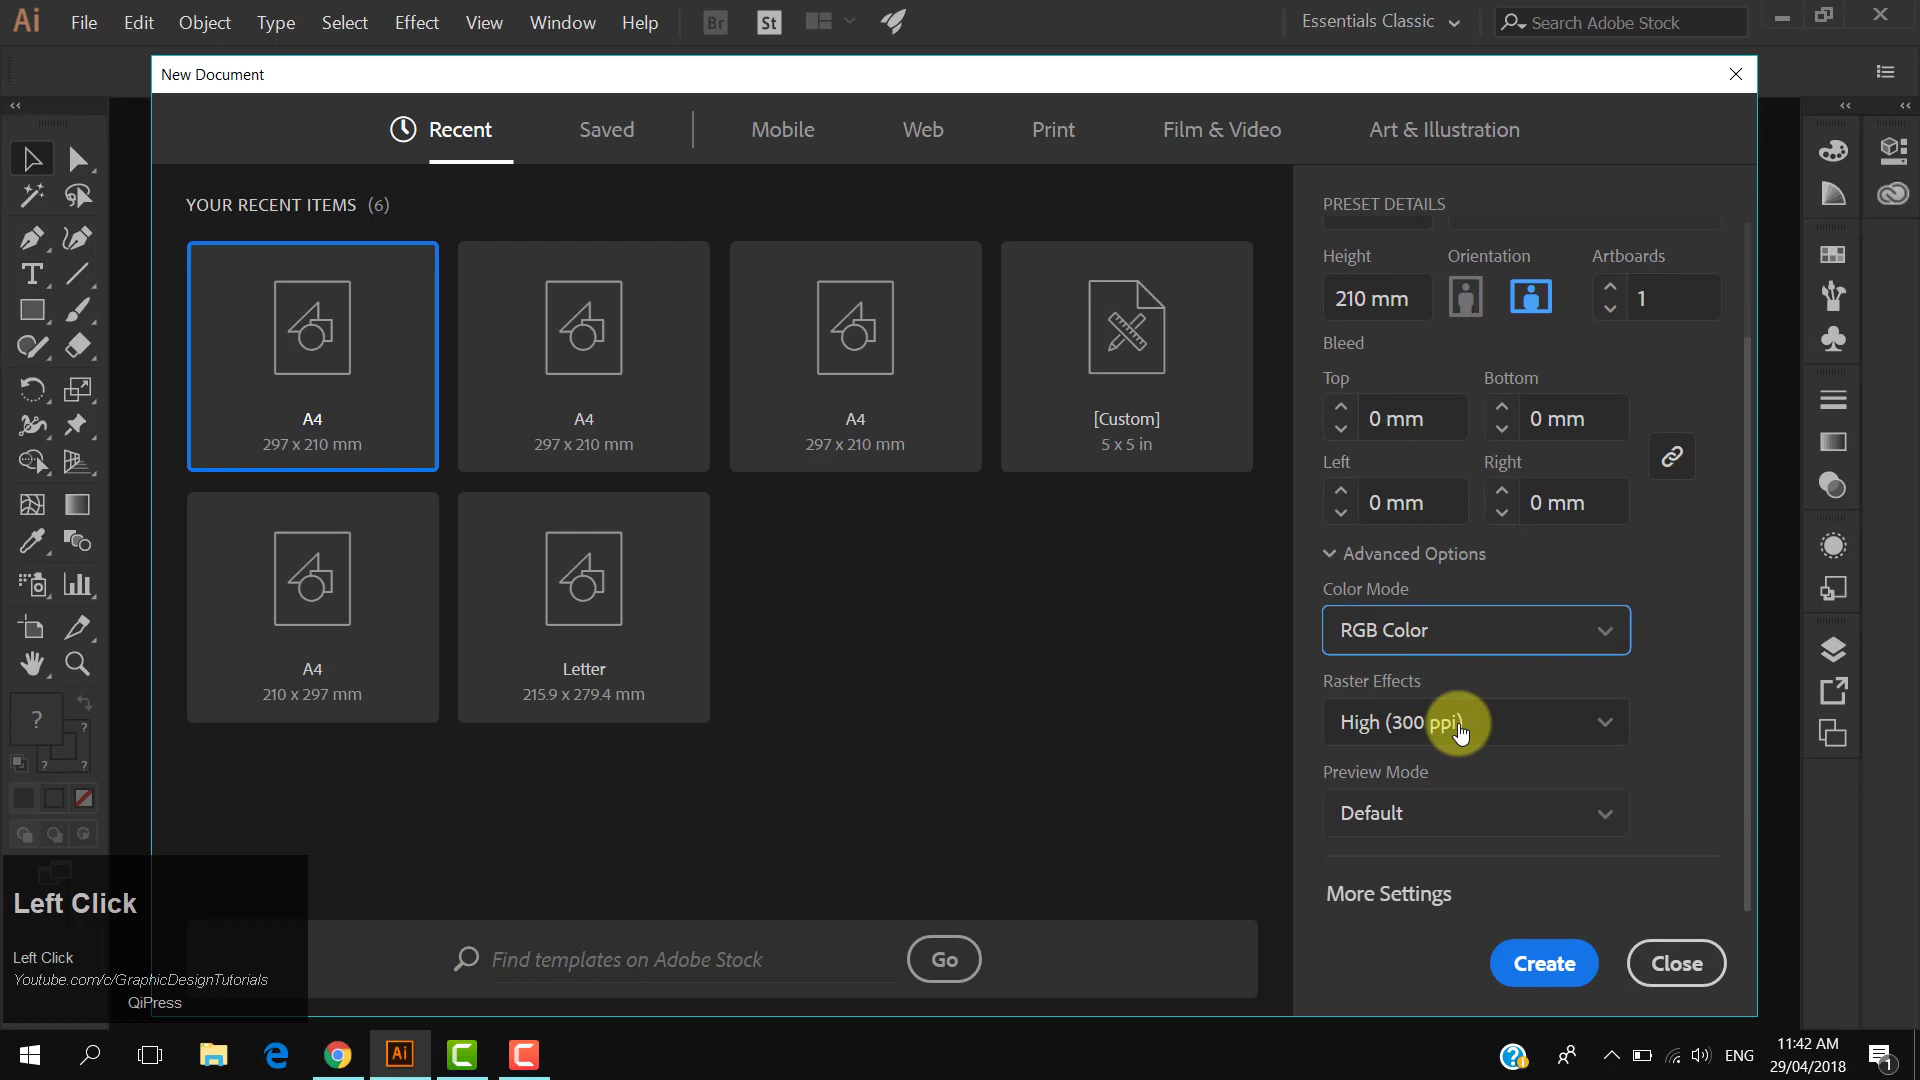 Ai File Edit Object Type Select Effect View Window Help Br St Essentials Classic Search Adobe Stock
New Document
Recent Saved Mobile Web Print Film & Video Art & Illustration
YOUR RECENT ITEMS (6)
A4
297 x 210 mm
A4
297 x 210 mm
A4
297 x 210 mm
[Custom]
5 x 5 in
A4
210 x 297 mm
Letter
215.9 x 279.4 mm
Find templates on Adobe Stock Go
PRESET DETAILS
Height Orientation Artboards
210 mm 1
Bleed
Top Bottom
0 mm 0 mm
Left Right
0 mm 0 mm
Advanced Options
Color Mode
RGB Color
Raster Effects
High (300 ppi)
Preview Mode
Default
More Settings
Create Close
? ?
? ?
Left Click
Left Click
Youtube.com/c/GraphicDesignTutorials
QiPress
Ai
ENG
11:42 AM
29/04/2018
1